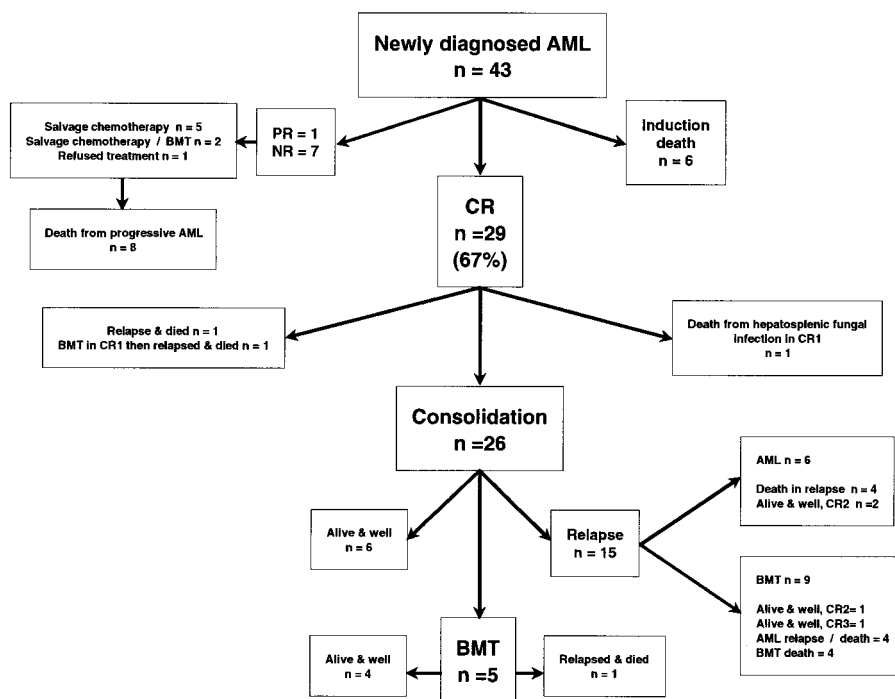 Newly diagnosed AML
n = 43
Salvage chemotherapy n = 5
Salvage chemotherapy / BMT n = 2
Refused treatment n = 1
PR = 1
NR = 7
Induction
death
n = 6
CR
n =29
(67%)
Death from progressive AML
n = 8
Relapse & died n = 1
BMT in CR1 then relapsed & died n = 1
Death from hepatosplenic fungal
infection in CR1
n = 1
Consolidation
n =26
AML n = 6
Death in relapse n = 4
Alive & well, CR2 n =2
Alive & well
n = 6
Relapse
n = 15
BMT n = 9
Alive & well, CR2= 1
Alive & well, CR3= 1
AML relapse / death = 4
BMT death = 4
BMT
n =5
Alive & well
n = 4
Relapsed & died
n = 1